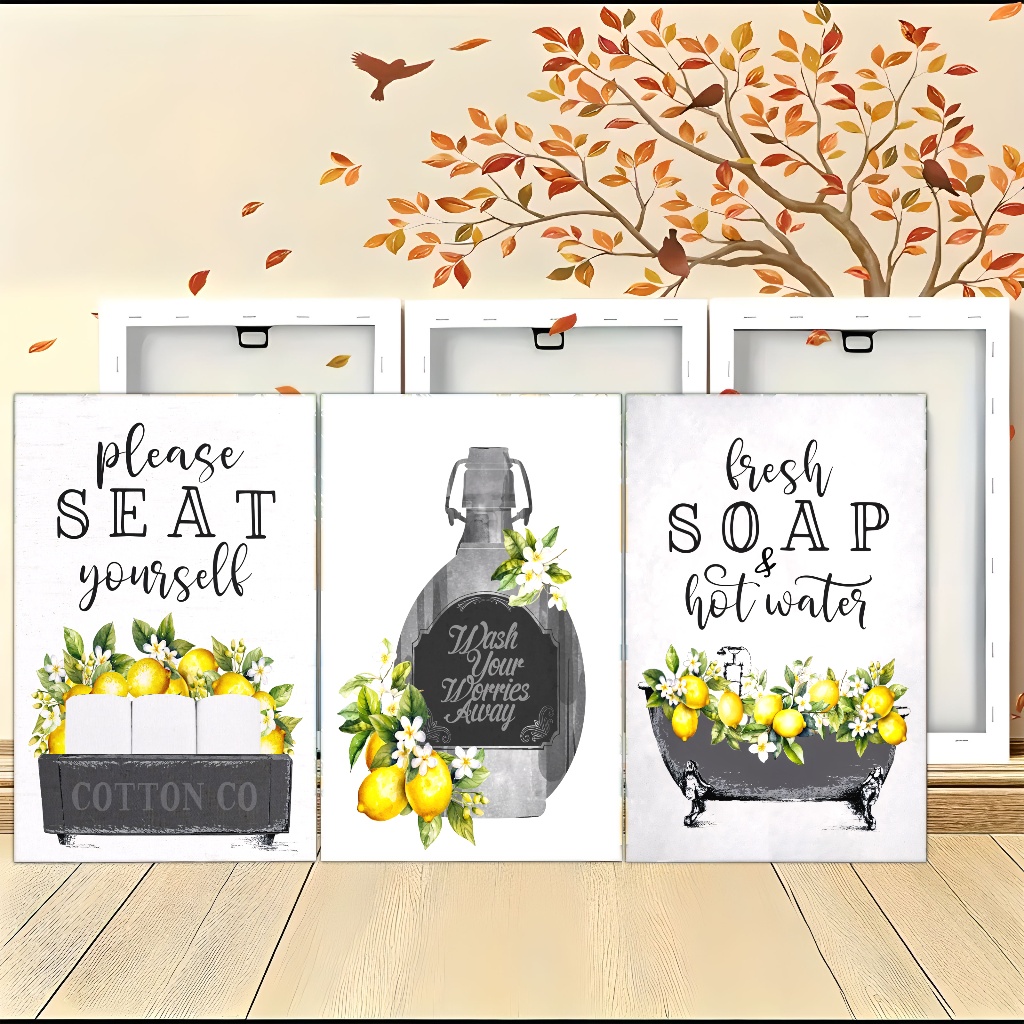 please
SEAT
yourself
COTTON CO
Wash
Your
Worries
Away
fresh
SOAP
&
hot water